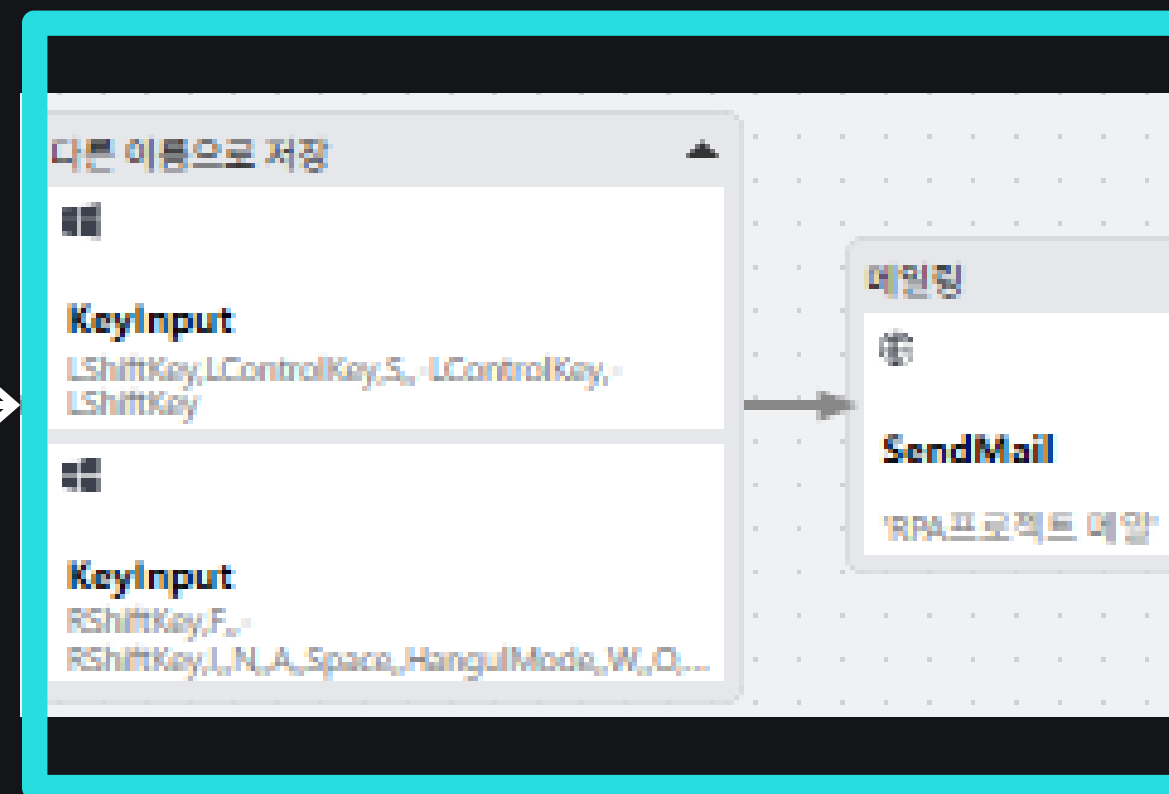 다른 이름으로 저장
KeyInput
LShiftKey,LControlKey,S,,-LControlKey,-
LShiftKey
KeyInput
RShiftKey,F,,-
RShiftKey,I,,N,,A,,Space,,HangulMode,,W,,O,...
메일링
SendMail
'RPA프로젝트 메일'